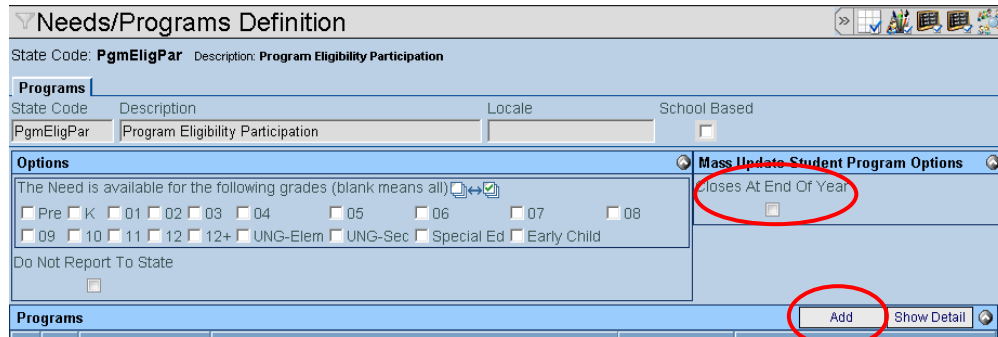 Needs/Programs Definition
»
State Code: PgmEligPar Description: Program Eligibility Participation
Programs
State Code Description Locale School Based
PgmEligPar Program Eligibility Participation
Options Mass Update Student Program Options
The Need is available for the following grades (blank means all) Closes At End Of Year
Pre K 01 02 03 04 05 06 07 08
09 10 11 12 12+ UNG-Elem UNG-Sec Special Ed Early Child
Do Not Report To State
Programs Add Show Detail